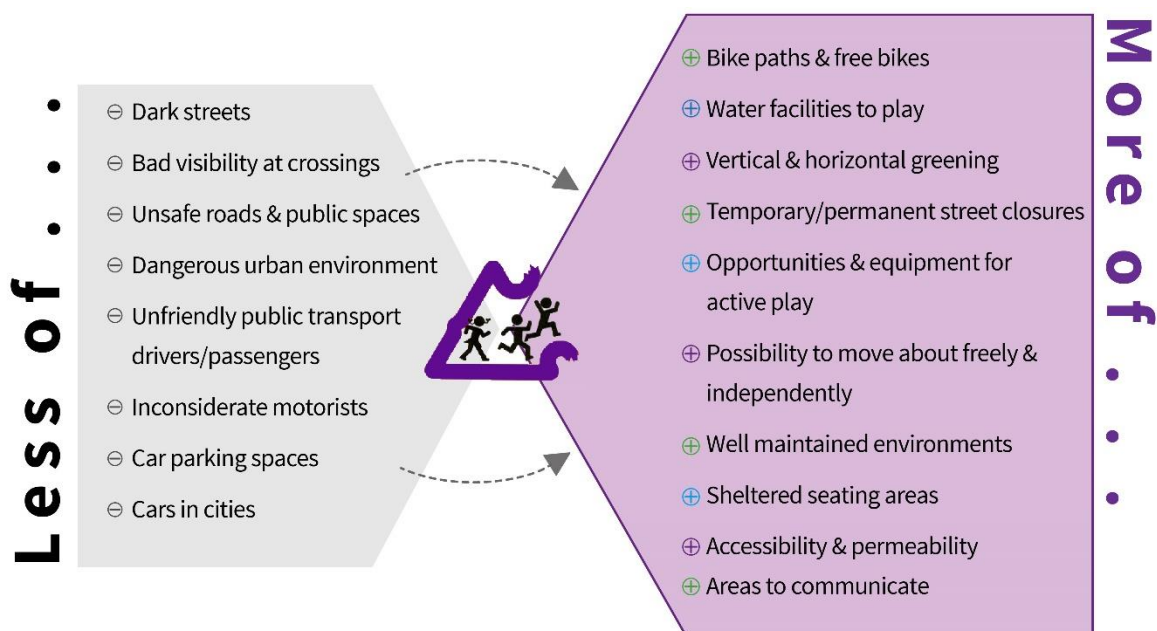 Less of . . .
⊖ Dark streets
⊖ Bad visibility at crossings
⊖ Unsafe roads & public spaces
⊖ Dangerous urban environment
⊖ Unfriendly public transport
drivers/passengers
⊖ Inconsiderate motorists
⊖ Car parking spaces
⊖ Cars in cities
More of . . .
⊕ Bike paths & free bikes
⊕ Water facilities to play
⊕ Vertical & horizontal greening
⊕ Temporary/permanent street closures
⊕ Opportunities & equipment for
active play
⊕ Possibility to move about freely &
independently
⊕ Well maintained environments
⊕ Sheltered seating areas
⊕ Accessibility & permeability
⊕ Areas to communicate